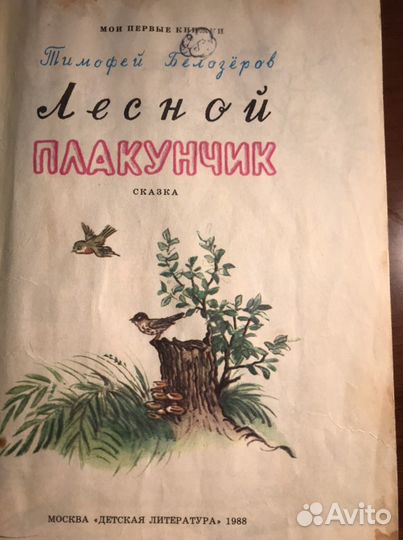 МОИ ПЕРВЫЕ КНИЖКИ
Тимофей Белозёров
Лесной
ПЛАКУНЧИК
СКАЗКА
МОСКВА «ДЕТСКАЯ ЛИТЕРАТУРА» 1988
Avito